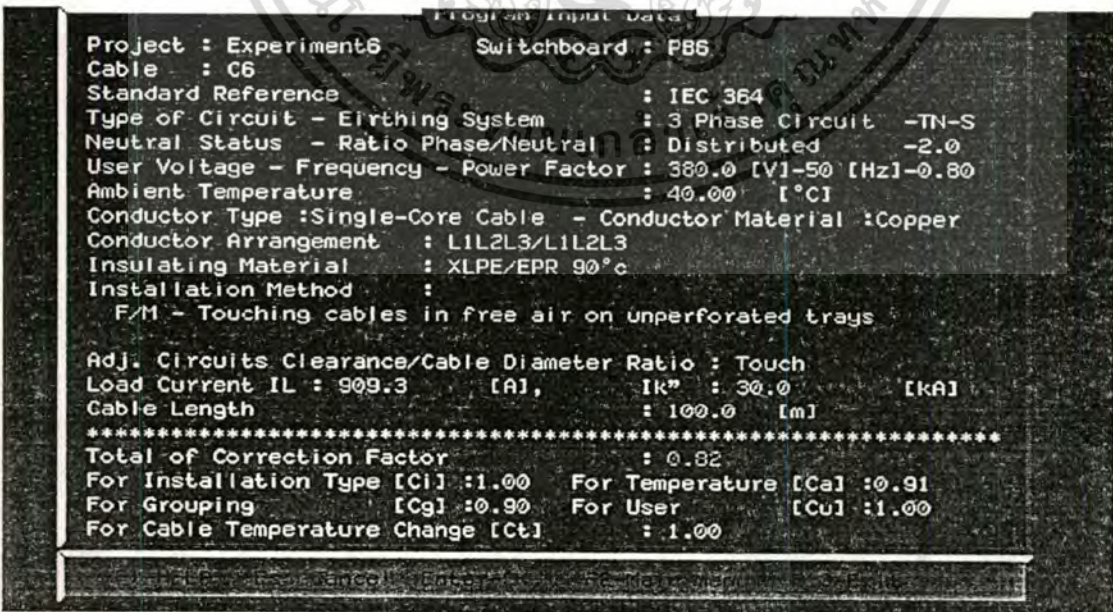 Program Input Data
Project : Experiment6 Switchboard : PB6
Cable : C6
Standard Reference : IEC 364
Type of Circuit - Eirthing System : 3 Phase Circuit -TN-S
Neutral Status - Ratio Phase/Neutral : Distributed -2.0
User Voltage - Frequency - Power Factor : 380.0 [V]-50 [Hz]-0.80
Ambient Temperature : 40.00 [°C]
Conductor Type :Single-Core Cable - Conductor Material :Copper
Conductor Arrangement : L1L2L3/L1L2L3
Insulating Material : XLPE/EPR 90°c
Installation Method :
F/M - Touching cables in free air on unperforated trays
Adj. Circuits Clearance/Cable Diameter Ratio : Touch
Load Current IL : 909.3 [A], Ik" : 30.0 [kA]
Cable Length : 100.0 [m]
****************************************************************
Total of Correction Factor : 0.82
For Installation Type [Ci] :1.00 For Temperature [Ca] :0.91
For Grouping [Cg] :0.90 For User [Cu] :1.00
For Cable Temperature Change [Ct] : 1.00